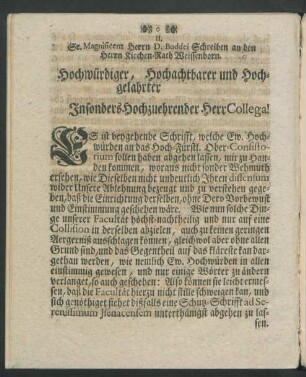 II.
Sr. Magnificenz Herrn D. Buddei Schreiben an den
Herrn Kirchen-Rath Weissenborn.
Hochwürdiger, Hochachtbarer und Hoch-
gelahrter
Insonders Hochzuehrender Herr Collega!
ES ist beygehende Schrifft, welche Ew. Hoch-
würden an das Hoch-Fürstl. Ober-Consisto-
rium sollen haben abgehen lassen, mir zu Han-
den kommen, woraus nicht sonder Wehmuth
ersehen, wie Dieselben nicht undeutlich Ihren dissensum
wider Unsere Ablehnung bezeugt und zu verstehen gege-
ben, daß die Einrichtung derselben, ohne Dero Vorbewust
und Einstimmung geschehen wäre. Wie nun solche Din-
ge unsrer Facultät höchst-nachtheilig und nur auf eine
Collision in derselben abzielen, auch zu keinen geringen
Aergerniß ausschlagen können, gleichwol aber ohne allen
Grund sind, und das Gegentheil auf das klareste kan dar-
gethan werden, wie nemlich Ew. Hochwürden in allen
einstimmig gewesen, und nur einige Wörter zu ändern
verlanget, so auch geschehen: Also können sie leicht ermes-
sen, daß die Facultät hierzu nicht stille schweigen kan, und
sich genöthiget siehet dißfalls eine Schutz-Schrifft ad Se-
renissimum Isnacensem unterthänigst abgehen zu las-
sen.